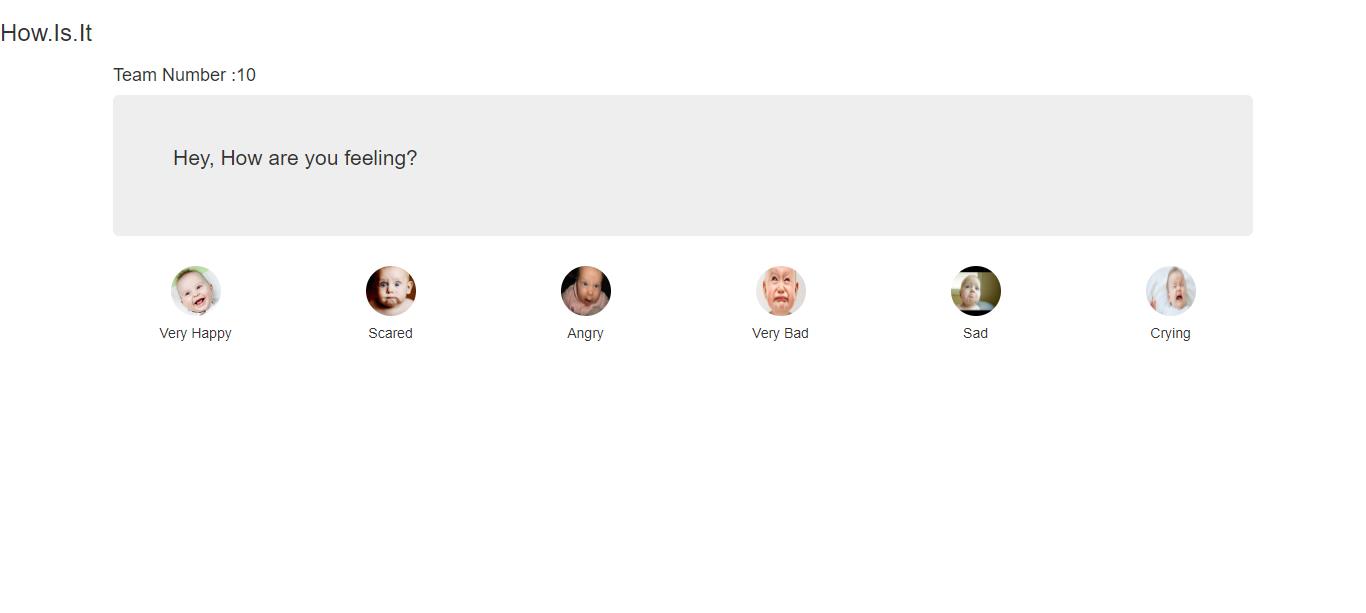 How.Is.It
Team Number :10
Hey, How are you feeling?
Very Happy
Scared
Angry
Very Bad
Sad
Crying